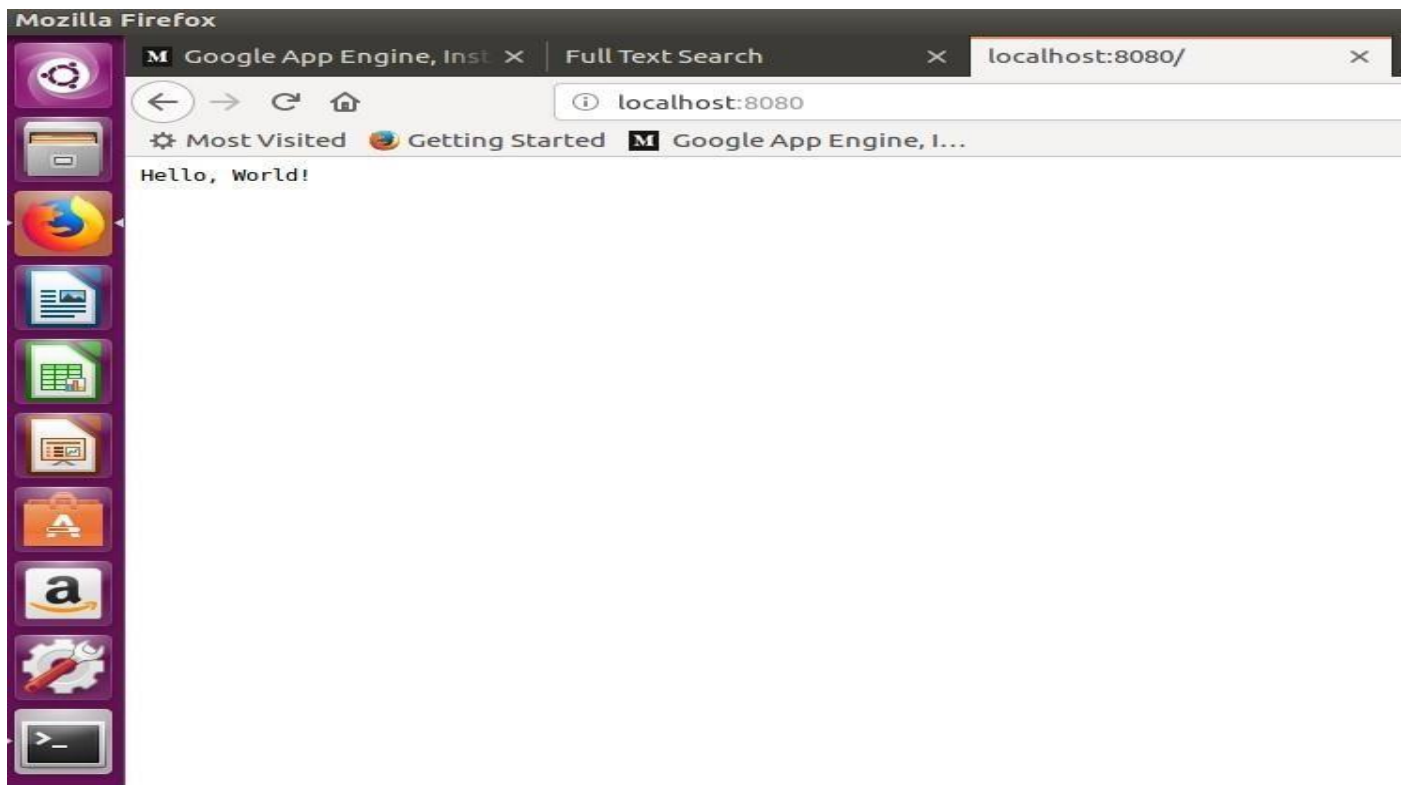 Mozilla Firefox
M Google App Engine, Inst
Full Text Search
localhost:8080/
localhost:8080
Most Visited Getting Started M Google App Engine, I...
Hello, World!
A
a
>_